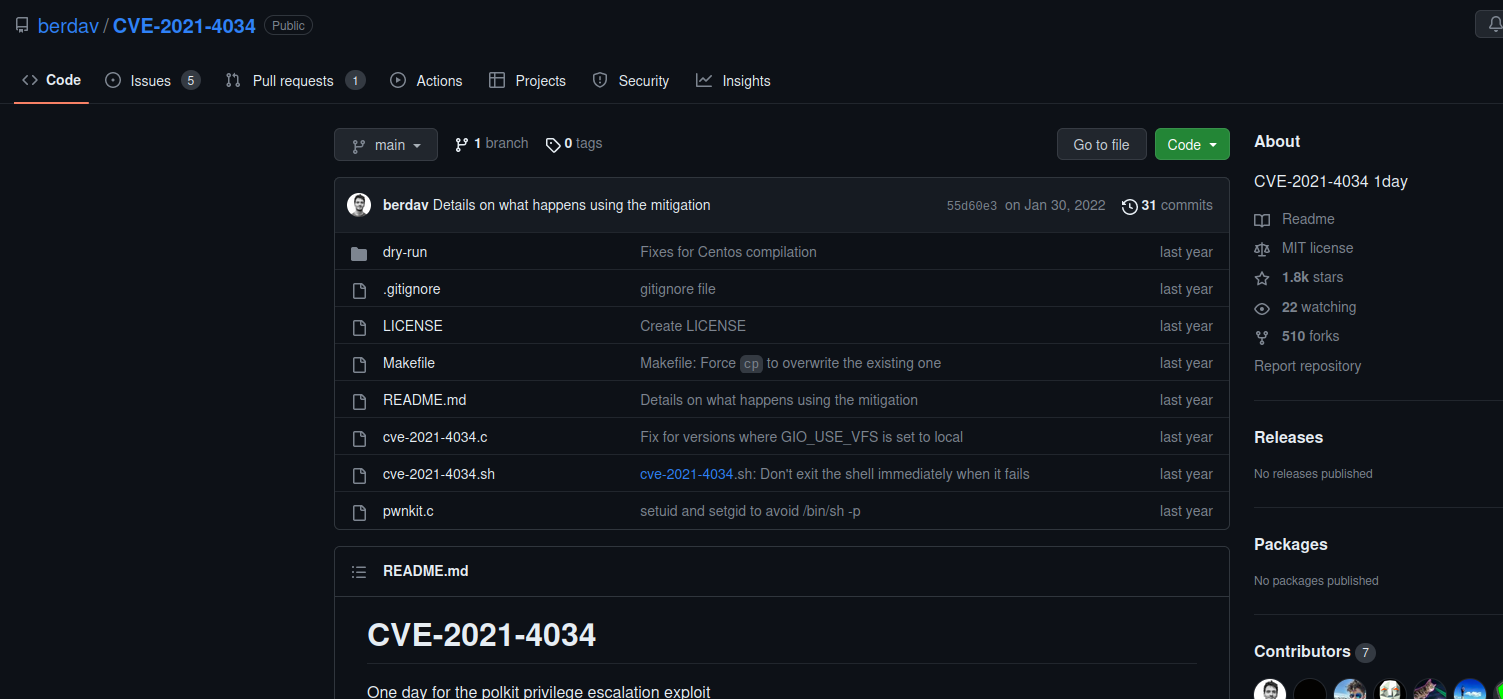 berdav / CVE-2021-4034 Public
Code Issues 5 Pull requests 1 Actions Projects Security Insights
main 1 branch 0 tags Go to file Code
berdav Details on what happens using the mitigation 55d60e3 on Jan 30, 2022 31 commits
dry-run Fixes for Centos compilation last year
.gitignore gitignore file last year
LICENSE Create LICENSE last year
Makefile Makefile: Force cp to overwrite the existing one last year
README.md Details on what happens using the mitigation last year
cve-2021-4034.c Fix for versions where GIO_USE_VFS is set to local last year
cve-2021-4034.sh cve-2021-4034.sh: Don't exit the shell immediately when it fails last year
pwnkit.c setuid and setgid to avoid /bin/sh -p last year
README.md
CVE-2021-4034
One day for the polkit privilege escalation exploit
About
CVE-2021-4034 1day
Readme
MIT license
1.8k stars
22 watching
510 forks
Report repository
Releases
No releases published
Packages
No packages published
Contributors 7